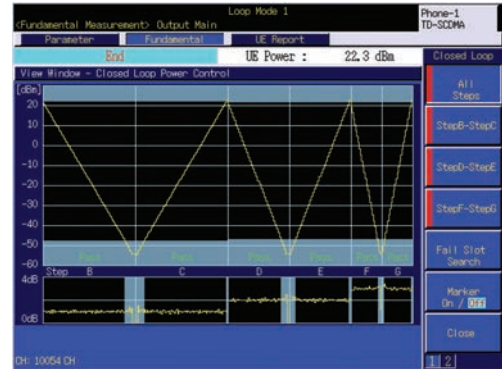 Loop Mode 1
<Fundamental Measurement> Output Main
Phone-1
TD-SCDMA
Parameter Fundamental UE Report
End UE Power : 22.3 dBm
Closed Loop
View Window - Closed Loop Power Control
[dBm]
20
10
0
-10
-20
-30
-40
-50
-60
Pass Pass Pass Pass Pass Pass
Step B C D E F G
4dB
0dB
All
Steps
StepB-StepC
StepD-StepE
StepF-StepG
Fail Slot
Search
Marker
On / Off
Close
1 2
CH: 10054 CH